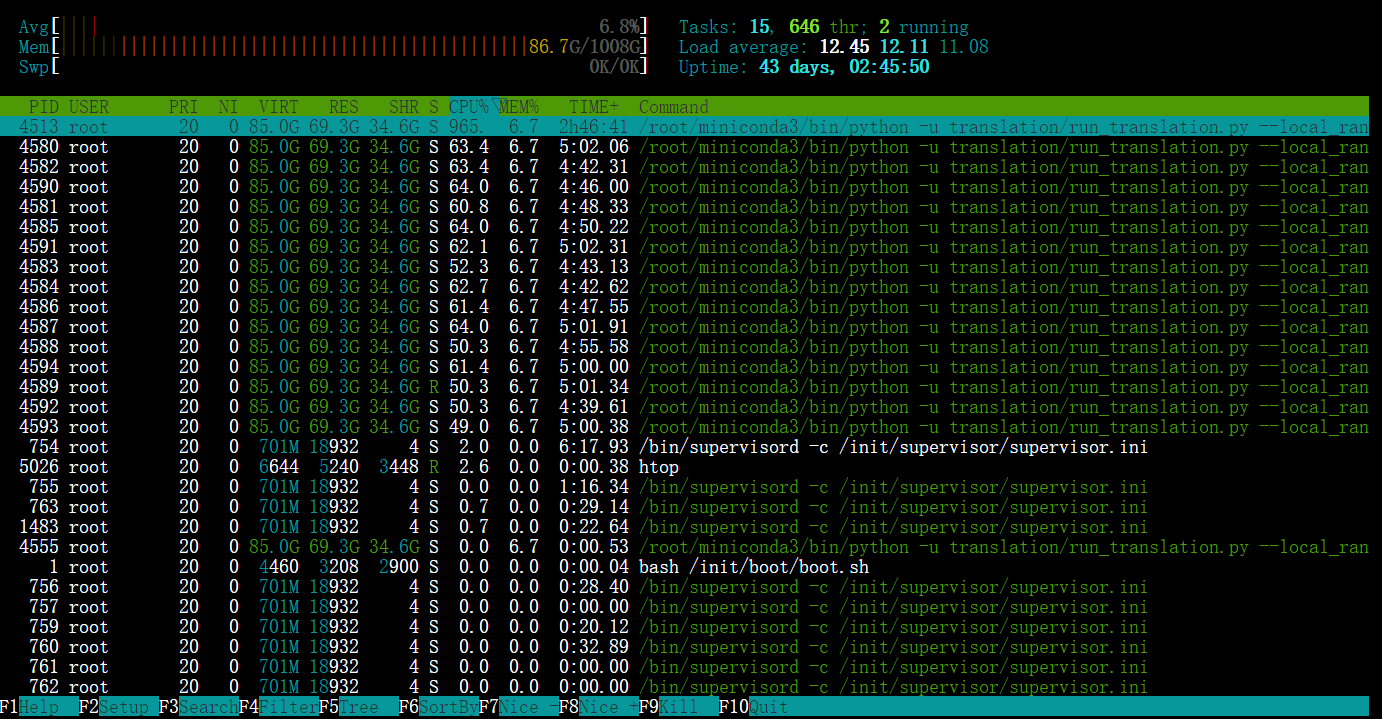 Avg[|||| 6.8%] Tasks: 15, 646 thr; 2 running
Mem[||||||||||||||||||||||||||||||||||||||||||||||||86.7G/1008G] Load average: 12.45 12.11 11.08
Swp[ 0K/0K] Uptime: 43 days, 02:45:50
PID USER PRI NI VIRT RES SHR S CPU%▽MEM% TIME+ Command
4513 root 20 0 85.0G 69.3G 34.6G S 965. 6.7 2h46:41 /root/miniconda3/bin/python -u translation/run_translation.py --local_ran
4580 root 20 0 85.0G 69.3G 34.6G S 63.4 6.7 5:02.06 /root/miniconda3/bin/python -u translation/run_translation.py --local_ran
4582 root 20 0 85.0G 69.3G 34.6G S 63.4 6.7 4:42.31 /root/miniconda3/bin/python -u translation/run_translation.py --local_ran
4590 root 20 0 85.0G 69.3G 34.6G S 64.0 6.7 4:46.00 /root/miniconda3/bin/python -u translation/run_translation.py --local_ran
4581 root 20 0 85.0G 69.3G 34.6G S 60.8 6.7 4:48.33 /root/miniconda3/bin/python -u translation/run_translation.py --local_ran
4585 root 20 0 85.0G 69.3G 34.6G S 64.0 6.7 4:50.22 /root/miniconda3/bin/python -u translation/run_translation.py --local_ran
4591 root 20 0 85.0G 69.3G 34.6G S 62.1 6.7 5:02.31 /root/miniconda3/bin/python -u translation/run_translation.py --local_ran
4583 root 20 0 85.0G 69.3G 34.6G S 52.3 6.7 4:43.13 /root/miniconda3/bin/python -u translation/run_translation.py --local_ran
4584 root 20 0 85.0G 69.3G 34.6G S 62.7 6.7 4:42.62 /root/miniconda3/bin/python -u translation/run_translation.py --local_ran
4586 root 20 0 85.0G 69.3G 34.6G S 61.4 6.7 4:47.55 /root/miniconda3/bin/python -u translation/run_translation.py --local_ran
4587 root 20 0 85.0G 69.3G 34.6G S 64.0 6.7 5:01.91 /root/miniconda3/bin/python -u translation/run_translation.py --local_ran
4588 root 20 0 85.0G 69.3G 34.6G S 50.3 6.7 4:55.58 /root/miniconda3/bin/python -u translation/run_translation.py --local_ran
4594 root 20 0 85.0G 69.3G 34.6G S 61.4 6.7 5:00.00 /root/miniconda3/bin/python -u translation/run_translation.py --local_ran
4589 root 20 0 85.0G 69.3G 34.6G R 50.3 6.7 5:01.34 /root/miniconda3/bin/python -u translation/run_translation.py --local_ran
4592 root 20 0 85.0G 69.3G 34.6G S 50.3 6.7 4:39.61 /root/miniconda3/bin/python -u translation/run_translation.py --local_ran
4593 root 20 0 85.0G 69.3G 34.6G S 49.0 6.7 5:00.38 /root/miniconda3/bin/python -u translation/run_translation.py --local_ran
754 root 20 0 701M 18932 4 S 2.0 0.0 6:17.93 /bin/supervisord -c /init/supervisor/supervisor.ini
5026 root 20 0 6644 5240 3448 R 2.6 0.0 0:00.38 htop
755 root 20 0 701M 18932 4 S 0.0 0.0 1:16.34 /bin/supervisord -c /init/supervisor/supervisor.ini
763 root 20 0 701M 18932 4 S 0.7 0.0 0:29.14 /bin/supervisord -c /init/supervisor/supervisor.ini
1483 root 20 0 701M 18932 4 S 0.7 0.0 0:22.64 /bin/supervisord -c /init/supervisor/supervisor.ini
4555 root 20 0 85.0G 69.3G 34.6G S 0.0 6.7 0:00.53 /root/miniconda3/bin/python -u translation/run_translation.py --local_ran
1 root 20 0 4460 3208 2900 S 0.0 0.0 0:00.04 bash /init/boot/boot.sh
756 root 20 0 701M 18932 4 S 0.0 0.0 0:28.40 /bin/supervisord -c /init/supervisor/supervisor.ini
757 root 20 0 701M 18932 4 S 0.0 0.0 0:00.00 /bin/supervisord -c /init/supervisor/supervisor.ini
759 root 20 0 701M 18932 4 S 0.0 0.0 0:20.12 /bin/supervisord -c /init/supervisor/supervisor.ini
760 root 20 0 701M 18932 4 S 0.0 0.0 0:32.89 /bin/supervisord -c /init/supervisor/supervisor.ini
761 root 20 0 701M 18932 4 S 0.0 0.0 0:00.00 /bin/supervisord -c /init/supervisor/supervisor.ini
762 root 20 0 701M 18932 4 S 0.0 0.0 0:00.00 /bin/supervisord -c /init/supervisor/supervisor.ini
F1Help F2Setup F3SearchF4FilterF5Tree F6SortByF7Nice -F8Nice +F9Kill F10Quit